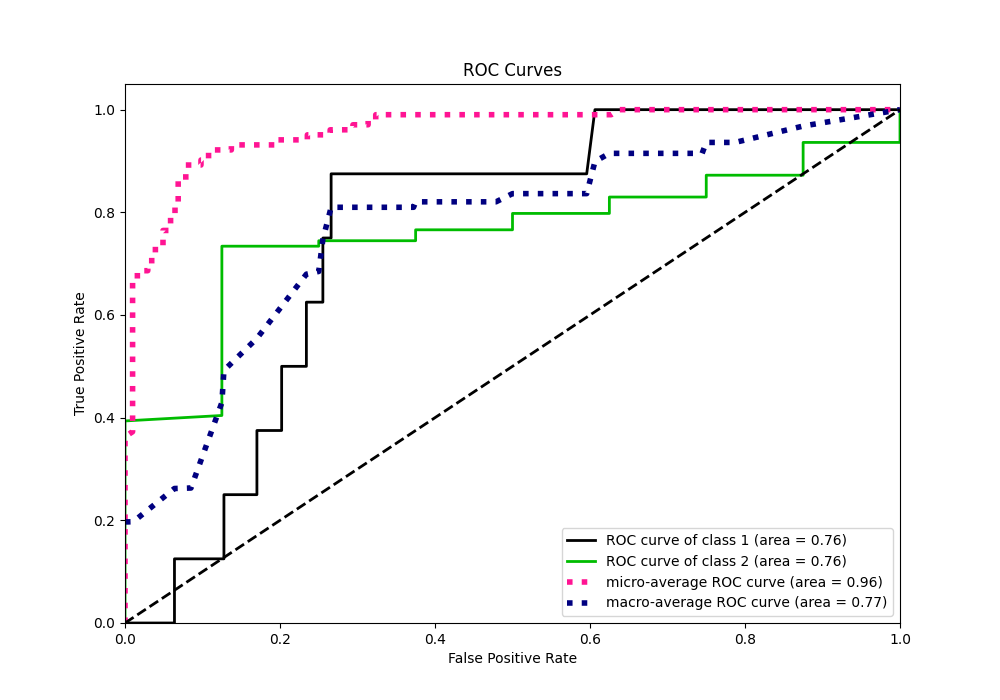 ROC Curves
True Positive Rate
1.0
0.8
0.6
0.4
0.2
0.0
0.0 0.2 0.4 0.6 0.8 1.0
False Positive Rate
ROC curve of class 1 (area = 0.76)
ROC curve of class 2 (area = 0.76)
micro-average ROC curve (area = 0.96)
macro-average ROC curve (area = 0.77)